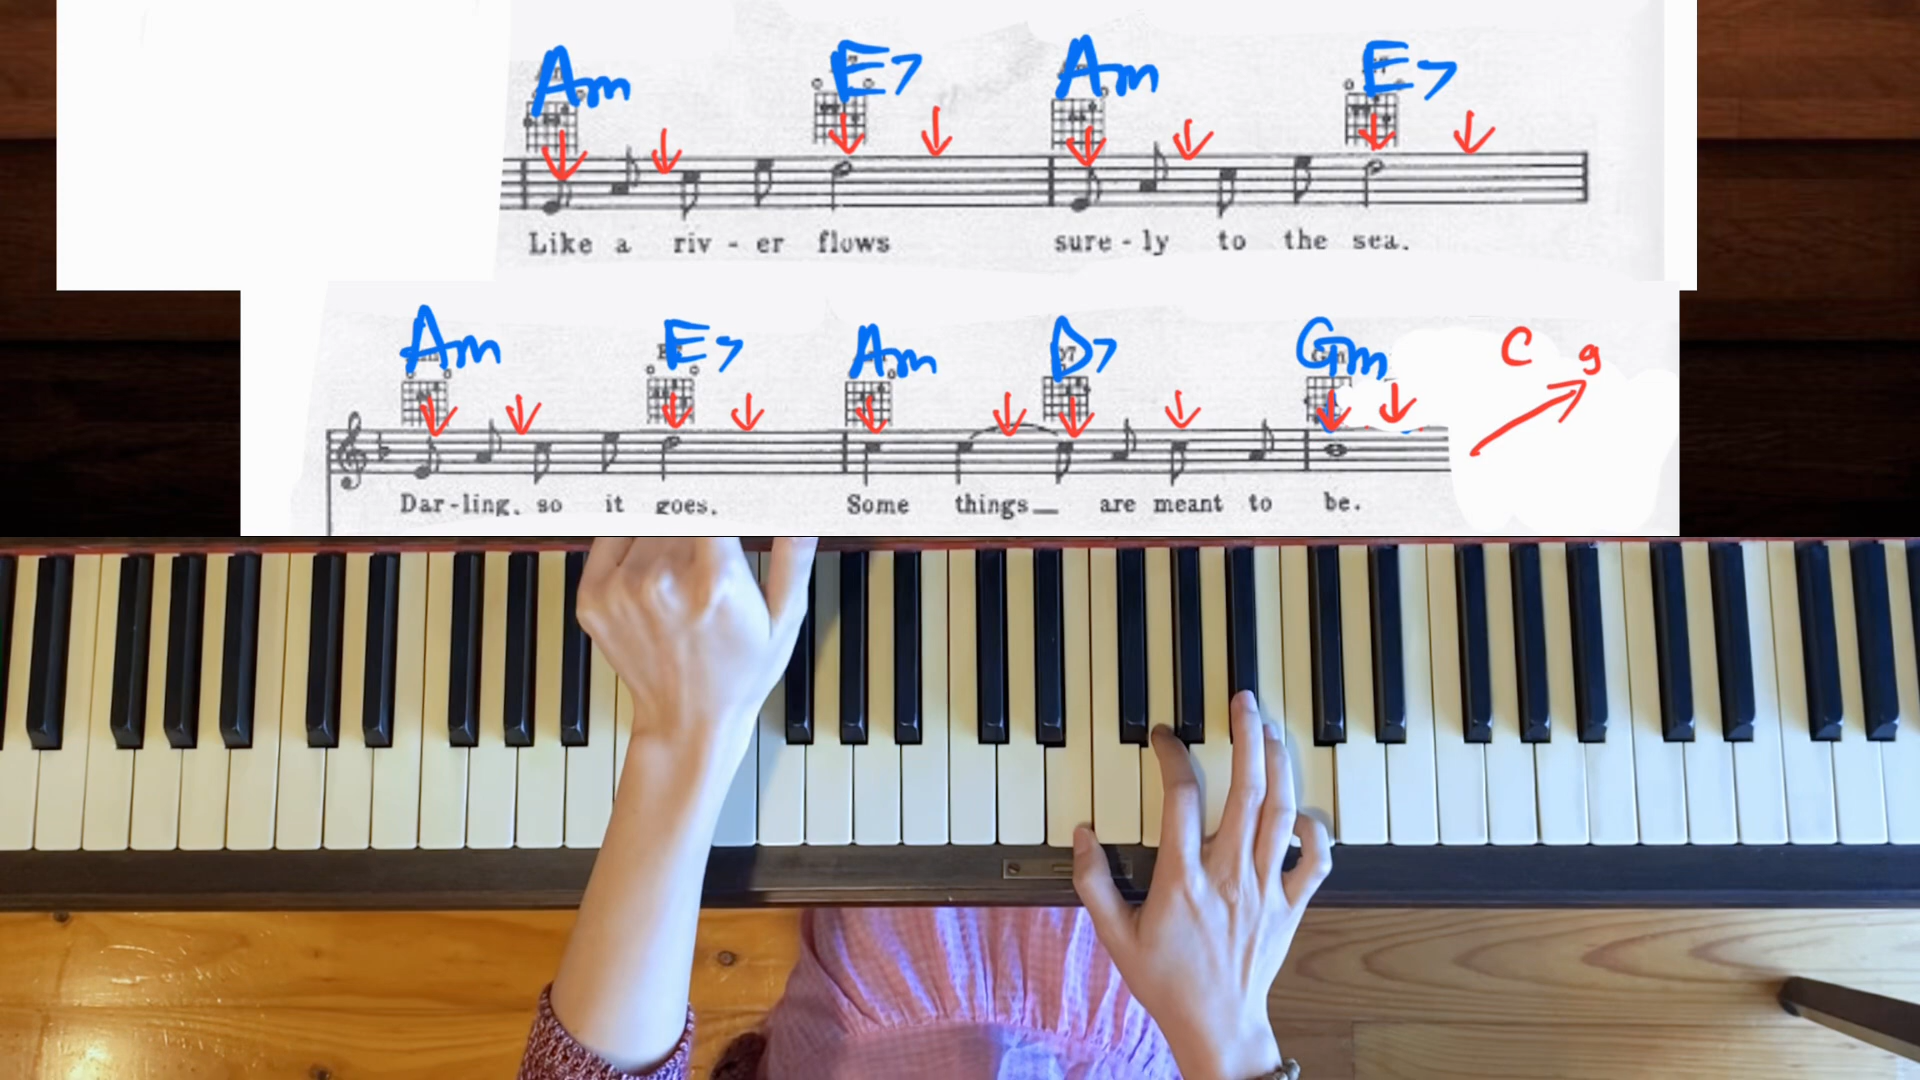 Am E7 Am E7
Like a riv - er flows sure - ly to the sea.
Am E7 Am D7 Gm C g
Dar - ling, so it goes. Some things_ are meant to be.